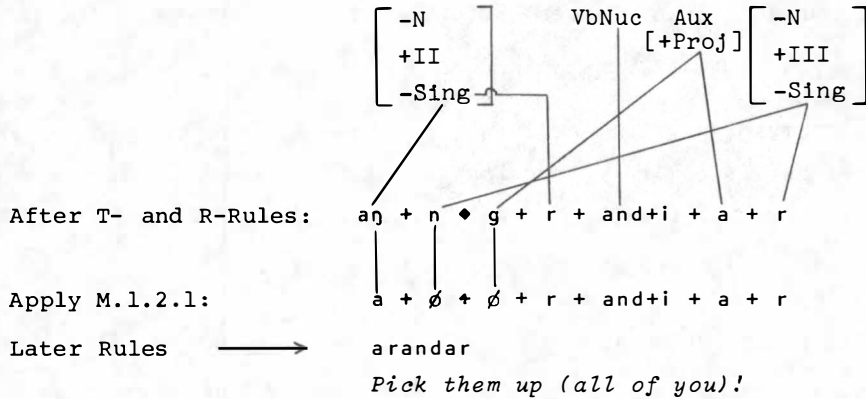 -N VbNuc Aux -N
+II [+Proj] +III
-Sing -Sing
After T- and R-Rules: aŋ + n + g + r + and+i + a + r
Apply M.1.2.1: a + ø + ø + r + and+i + a + r
Later Rules ⟶ arandar
Pick them up (all of you)!